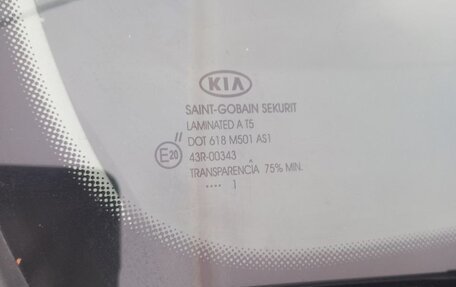 KIA
SAINT-GOBAIN SEKURIT
LAMINATED A T5
DOT 618 M501 AS1
E20 43R-00343
TRANSPARENCIA 75% MIN.
.... 1